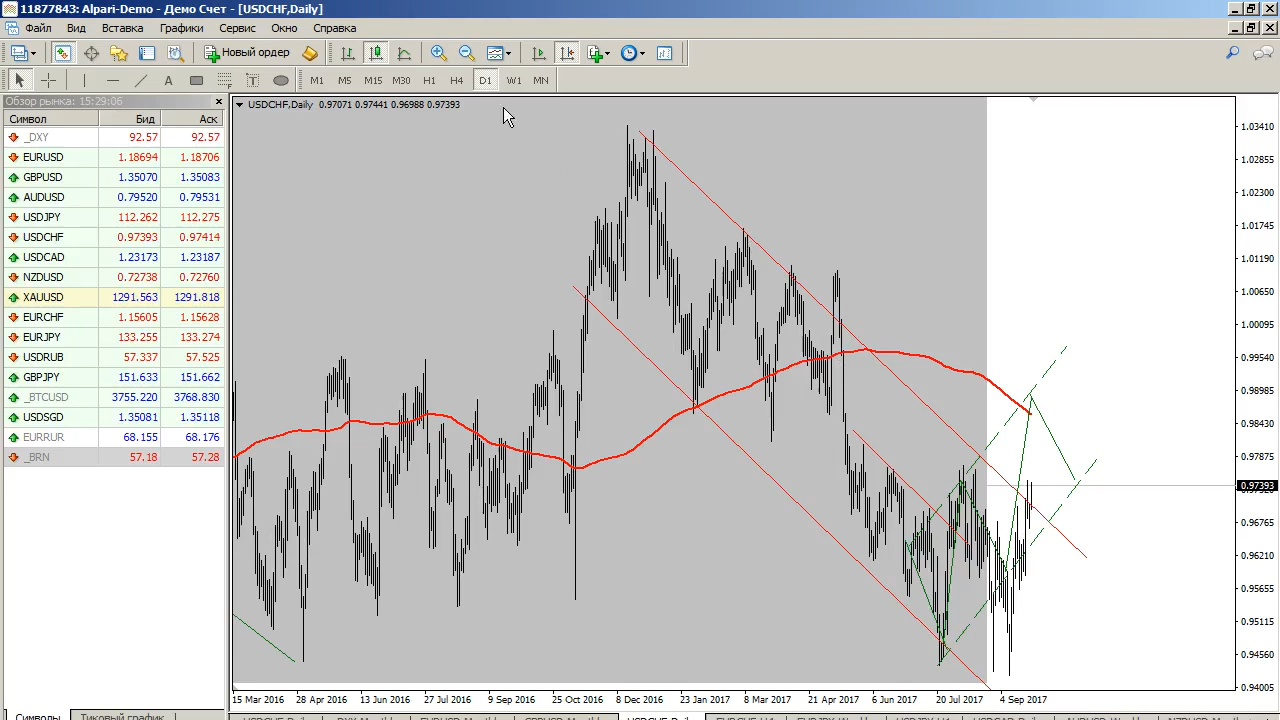 11877843: Alpari-Demo - Демо Счет - [USDCHF,Daily]
Файл Вид Вставка Графики Сервис Окно Справка
Новый ордер
A T M1 M5 M15 M30 H1 H4 D1 W1 MN
Обзор рынка: 15:29:06
Символ Бид Аск
_DXY 92.57 92.57
EURUSD 1.18694 1.18706
GBPUSD 1.35070 1.35083
AUDUSD 0.79520 0.79531
USDJPY 112.262 112.275
USDCHF 0.97393 0.97414
USDCAD 1.23173 1.23187
NZDUSD 0.72738 0.72760
XAUUSD 1291.563 1291.818
EURCHF 1.15605 1.15628
EURJPY 133.255 133.274
USDRUB 57.337 57.525
GBPJPY 151.633 151.662
_BTCUSD 3755.220 3768.830
USDSGD 1.35081 1.35118
EURRUR 68.155 68.176
_BRN 57.18 57.28
USDCHF,Daily 0.97071 0.97441 0.96988 0.97393
1.03410
1.02855
1.02300
1.01745
1.01190
1.00650
1.00095
0.99540
0.98985
0.98430
0.97875
0.97393
0.96765
0.96210
0.95655
0.95115
0.94560
0.94005
15 Mar 2016 28 Apr 2016 13 Jun 2016 27 Jul 2016 9 Sep 2016 25 Oct 2016 8 Dec 2016 23 Jan 2017 8 Mar 2017 21 Apr 2017 6 Jun 2017 20 Jul 2017 4 Sep 2017
Символы Тиковый график